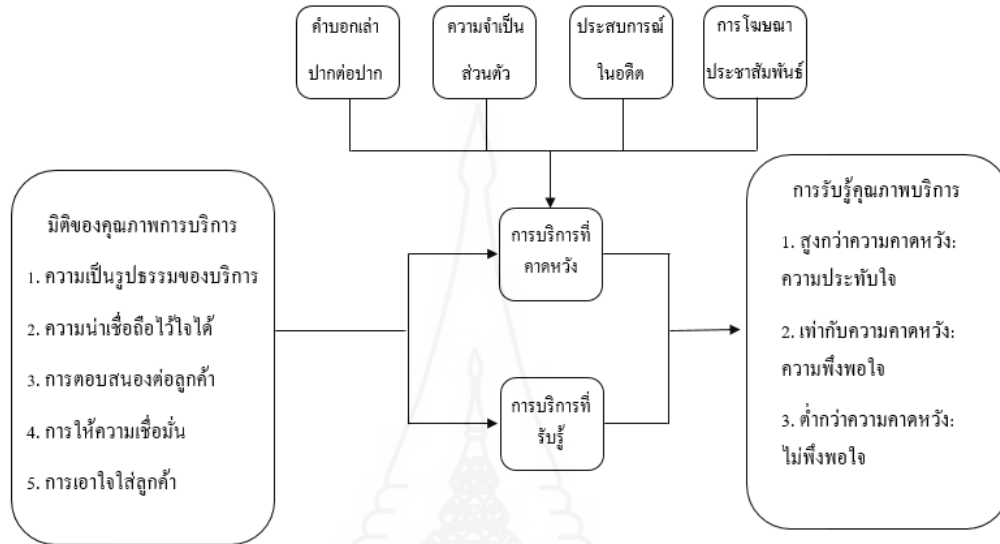 คำบอกเล่า
ปากต่อปาก
ความจำเป็น
ส่วนตัว
ประสบการณ์
ในอดีต
การโฆษณา
ประชาสัมพันธ์
มิติของคุณภาพการบริการ
1. ความเป็นรูปธรรมของบริการ
2. ความน่าเชื่อถือไว้ใจได้
3. การตอบสนองต่อลูกค้า
4. การให้ความเชื่อมั่น
5. การเอาใจใส่ลูกค้า
การบริการที่
คาดหวัง
การบริการที่
รับรู้
การรับรู้คุณภาพบริการ
1. สูงกว่าความคาดหวัง:
ความประทับใจ
2. เท่ากับความคาดหวัง:
ความพึงพอใจ
3. ต่ำกว่าความคาดหวัง:
ไม่พึงพอใจ